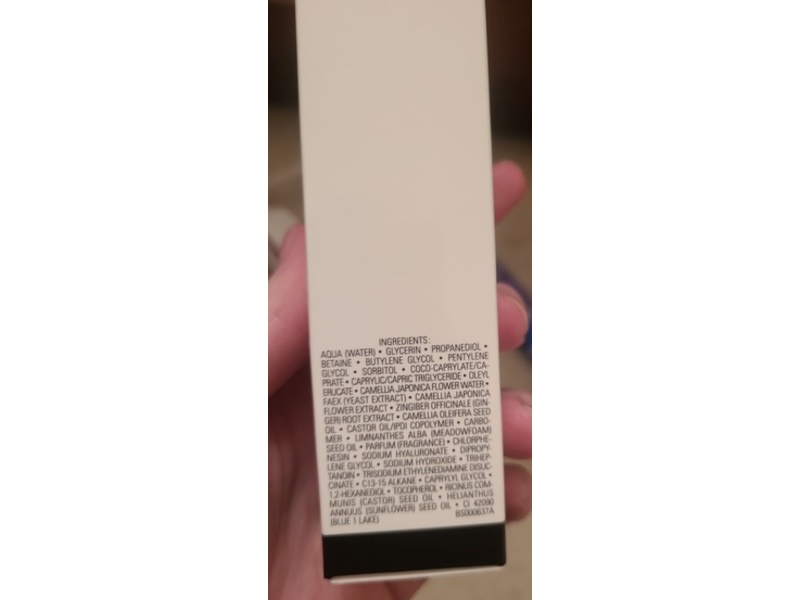 INGREDIENTS:
AQUA (WATER) • GLYCERIN • PROPANEDIOL •
BETAINE • BUTYLENE GLYCOL • PENTYLENE
GLYCOL • SORBITOL • COCO-CAPRYLATE/CA-
PRATE • CAPRYLIC/CAPRIC TRIGLYCERIDE • OLEYL
ERUCATE • CAMELLIA JAPONICA FLOWER WATER •
FAEX (YEAST EXTRACT) • CAMELLIA JAPONICA
FLOWER EXTRACT • ZINGIBER OFFICINALE (GIN-
GER) ROOT EXTRACT • CAMELLIA OLEIFERA SEED
OIL • CASTOR OIL/IPDI COPOLYMER • CARBO-
MER • LIMNANTHES ALBA (MEADOWFOAM)
SEED OIL • PARFUM (FRAGRANCE) • CHLORPHE-
NESIN • SODIUM HYALURONATE • DIPROPY-
LENE GLYCOL • SODIUM HYDROXIDE • TRIHEP-
TANOIN • TRISODIUM ETHYLENEDIAMINE DISUC-
CINATE • C13-15 ALKANE • CAPRYLYL GLYCOL •
1,2-HEXANEDIOL • TOCOPHEROL • RICINUS COM-
MUNIS (CASTOR) SEED OIL • HELIANTHUS
ANNUUS (SUNFLOWER) SEED OIL • CI 42090
(BLUE 1 LAKE) BS000637A